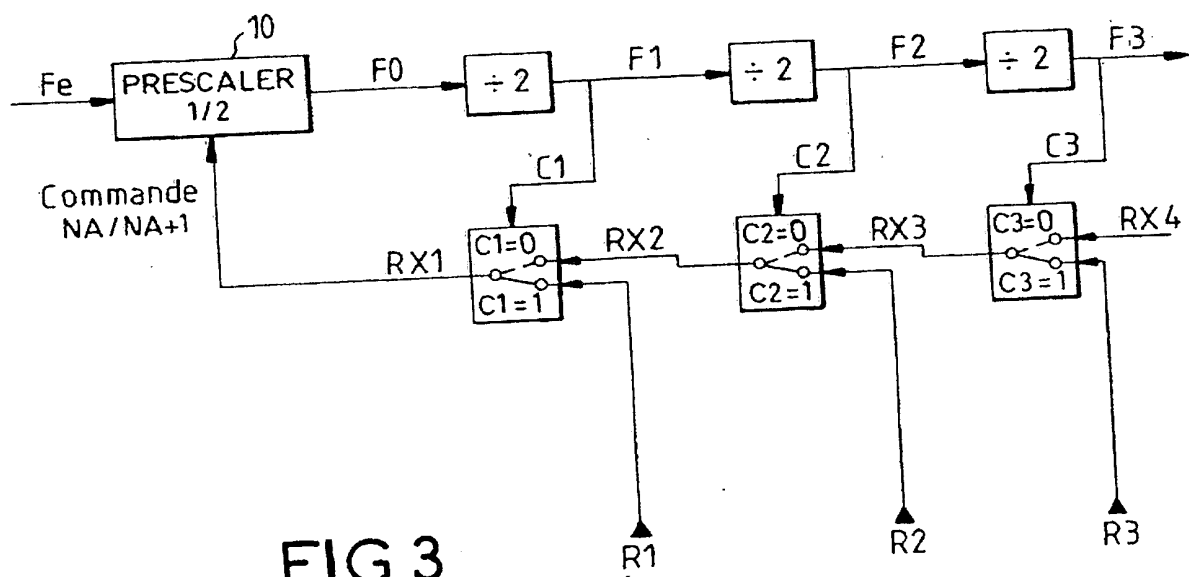 10
Fe
PRESCALER
1/2
F0
÷ 2
F1
÷ 2
F2
÷ 2
F3
C1
C2
C3
Commande
NA/NA+1
RX1
C1=0
C1=1
RX2
C2=0
C2=1
RX3
C3=0
C3=1
RX4
R1
R2
R3
FIG 3